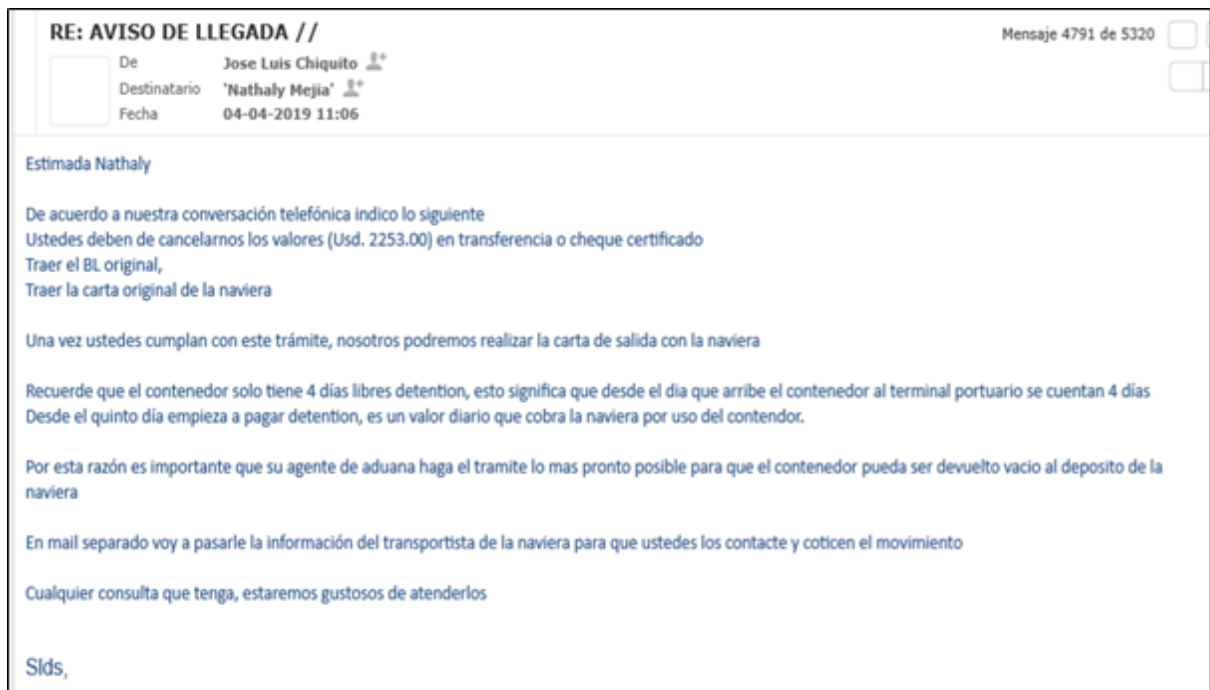 RE: AVISO DE LLEGADA //
Mensaje 4791 de 5320
De Jose Luis Chiquito
Destinatario 'Nathaly Mejia'
Fecha 04-04-2019 11:06
Estimada Nathaly
De acuerdo a nuestra conversación telefónica indico lo siguiente
Ustedes deben de cancelarnos los valores (Usd. 2253.00) en transferencia o cheque certificado
Traer el BL original,
Traer la carta original de la naviera
Una vez ustedes cumplan con este trámite, nosotros podremos realizar la carta de salida con la naviera
Recuerde que el contenedor solo tiene 4 días libres detention, esto significa que desde el dia que arribe el contenedor al terminal portuario se cuentan 4 días
Desde el quinto día empieza a pagar detention, es un valor diario que cobra la naviera por uso del contendor.
Por esta razón es importante que su agente de aduana haga el tramite lo mas pronto posible para que el contenedor pueda ser devuelto vacio al deposito de la
naviera
En mail separado voy a pasarle la información del transportista de la naviera para que ustedes los contacte y coticen el movimiento
Cualquier consulta que tenga, estaremos gustosos de atenderlos
Slds,